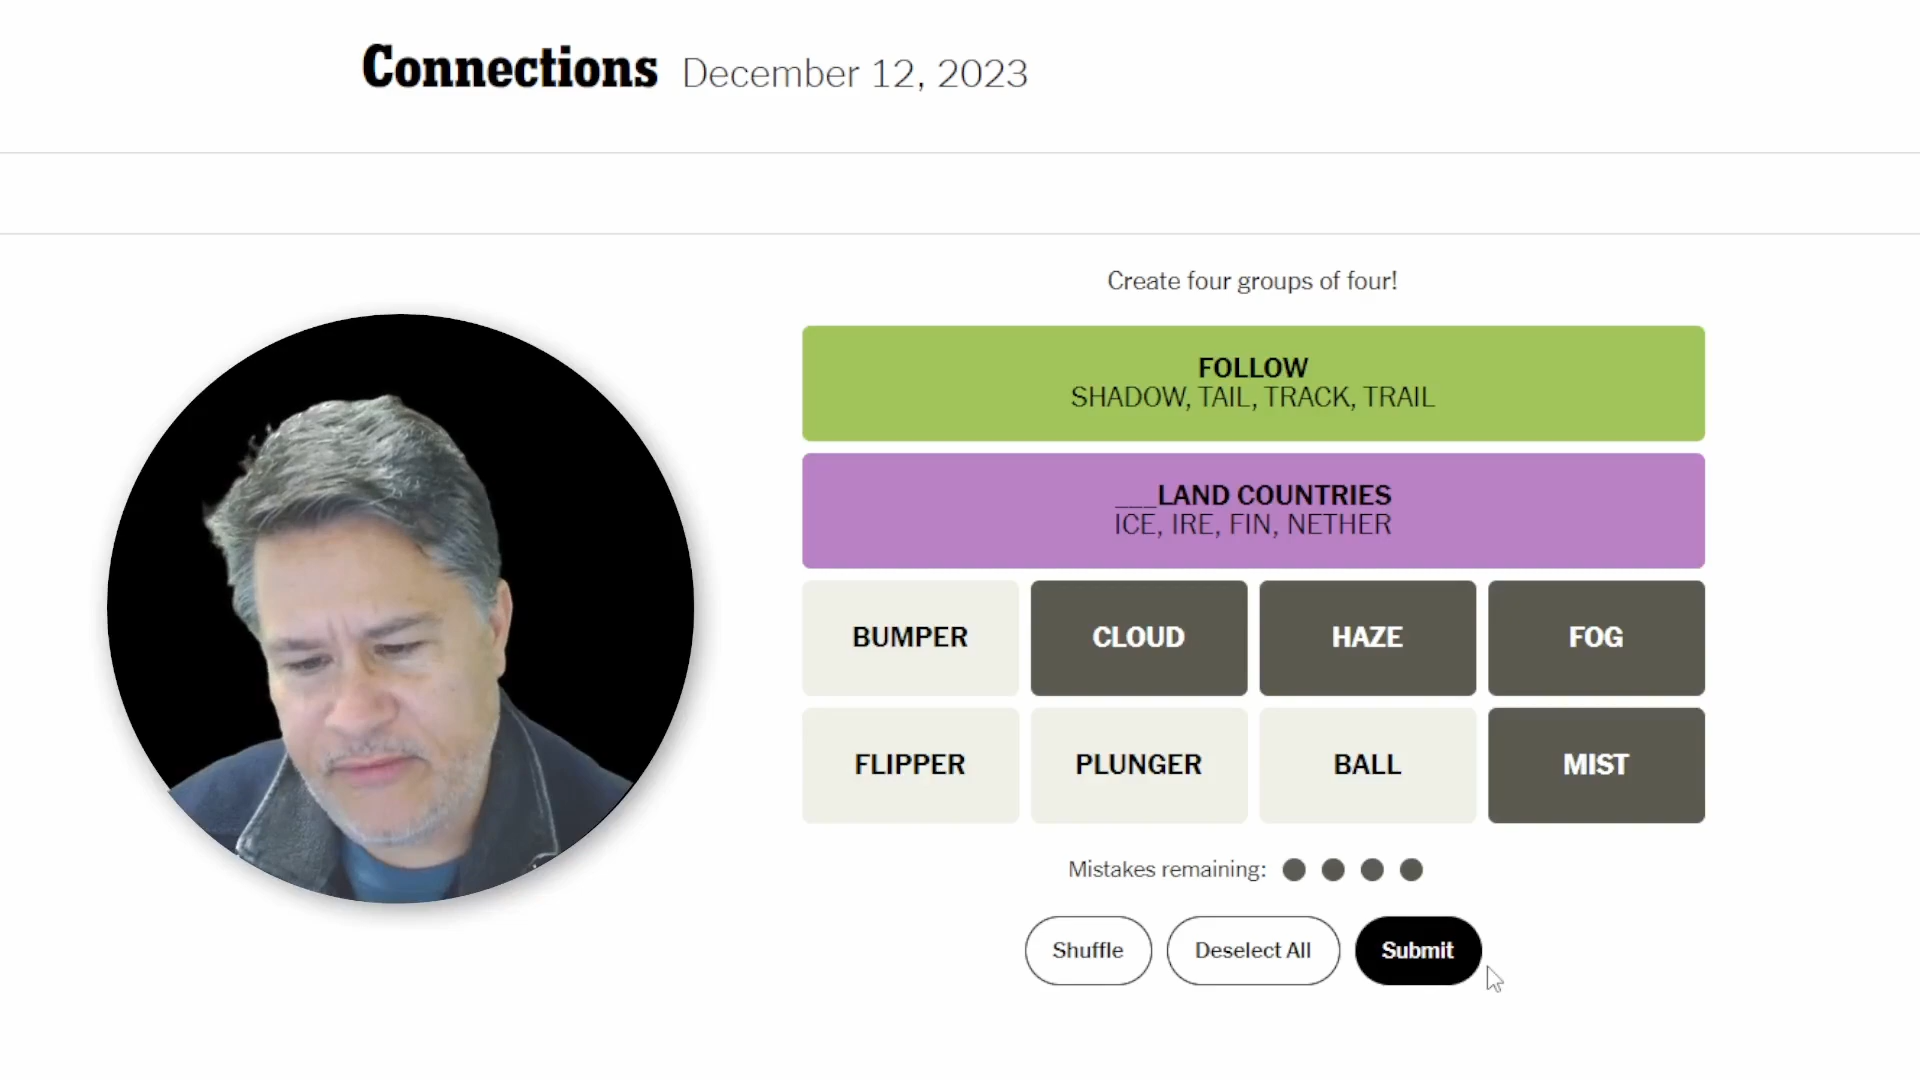 Connections December 12, 2023
Create four groups of four!
FOLLOW
SHADOW, TAIL, TRACK, TRAIL
___LAND COUNTRIES
ICE, IRE, FIN, NETHER
BUMPER CLOUD HAZE FOG
FLIPPER PLUNGER BALL MIST
Mistakes remaining:
Shuffle Deselect All Submit